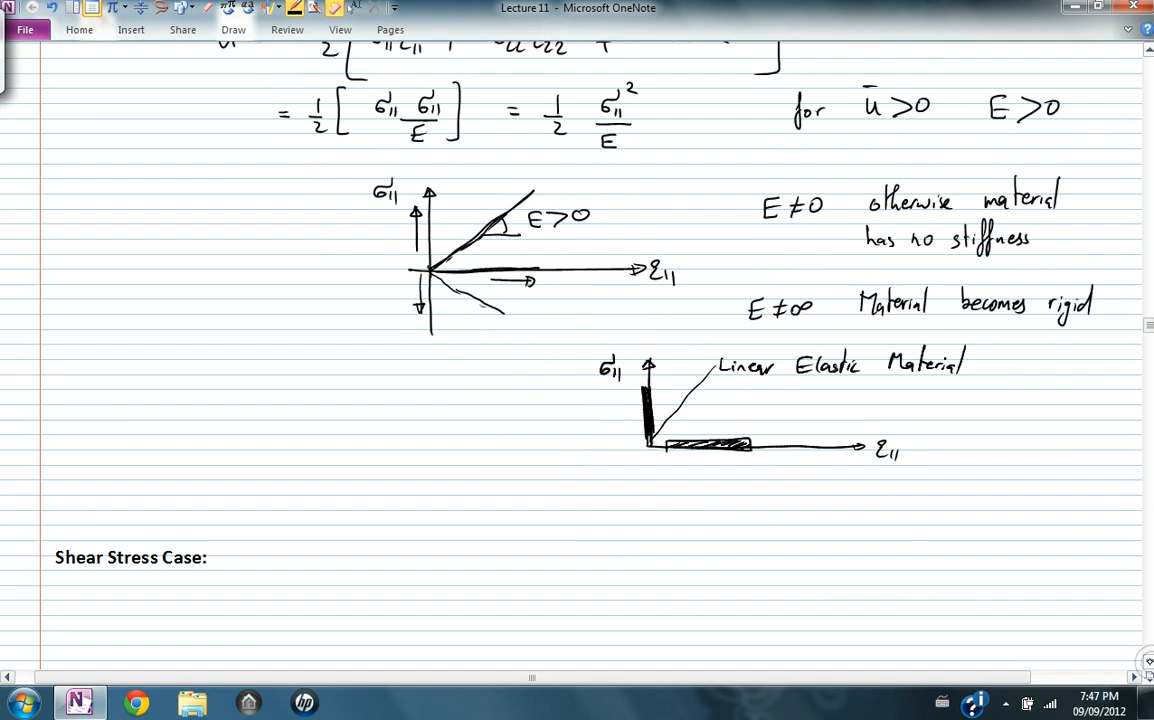 Lecture 11 - Microsoft OneNote
File Home Insert Share Draw Review View Pages
= 1/2 [ σ₁₁ σ₁₁/E ] = 1/2 σ₁₁²/E for ū > 0 E > 0
σ₁₁
E > 0
ε₁₁
E ≠ 0 otherwise material
has no stiffness
E ≠ ∞ Material becomes rigid
σ₁₁ Linear Elastic Material
ε₁₁
Shear Stress Case:
7:47 PM
09/09/2012